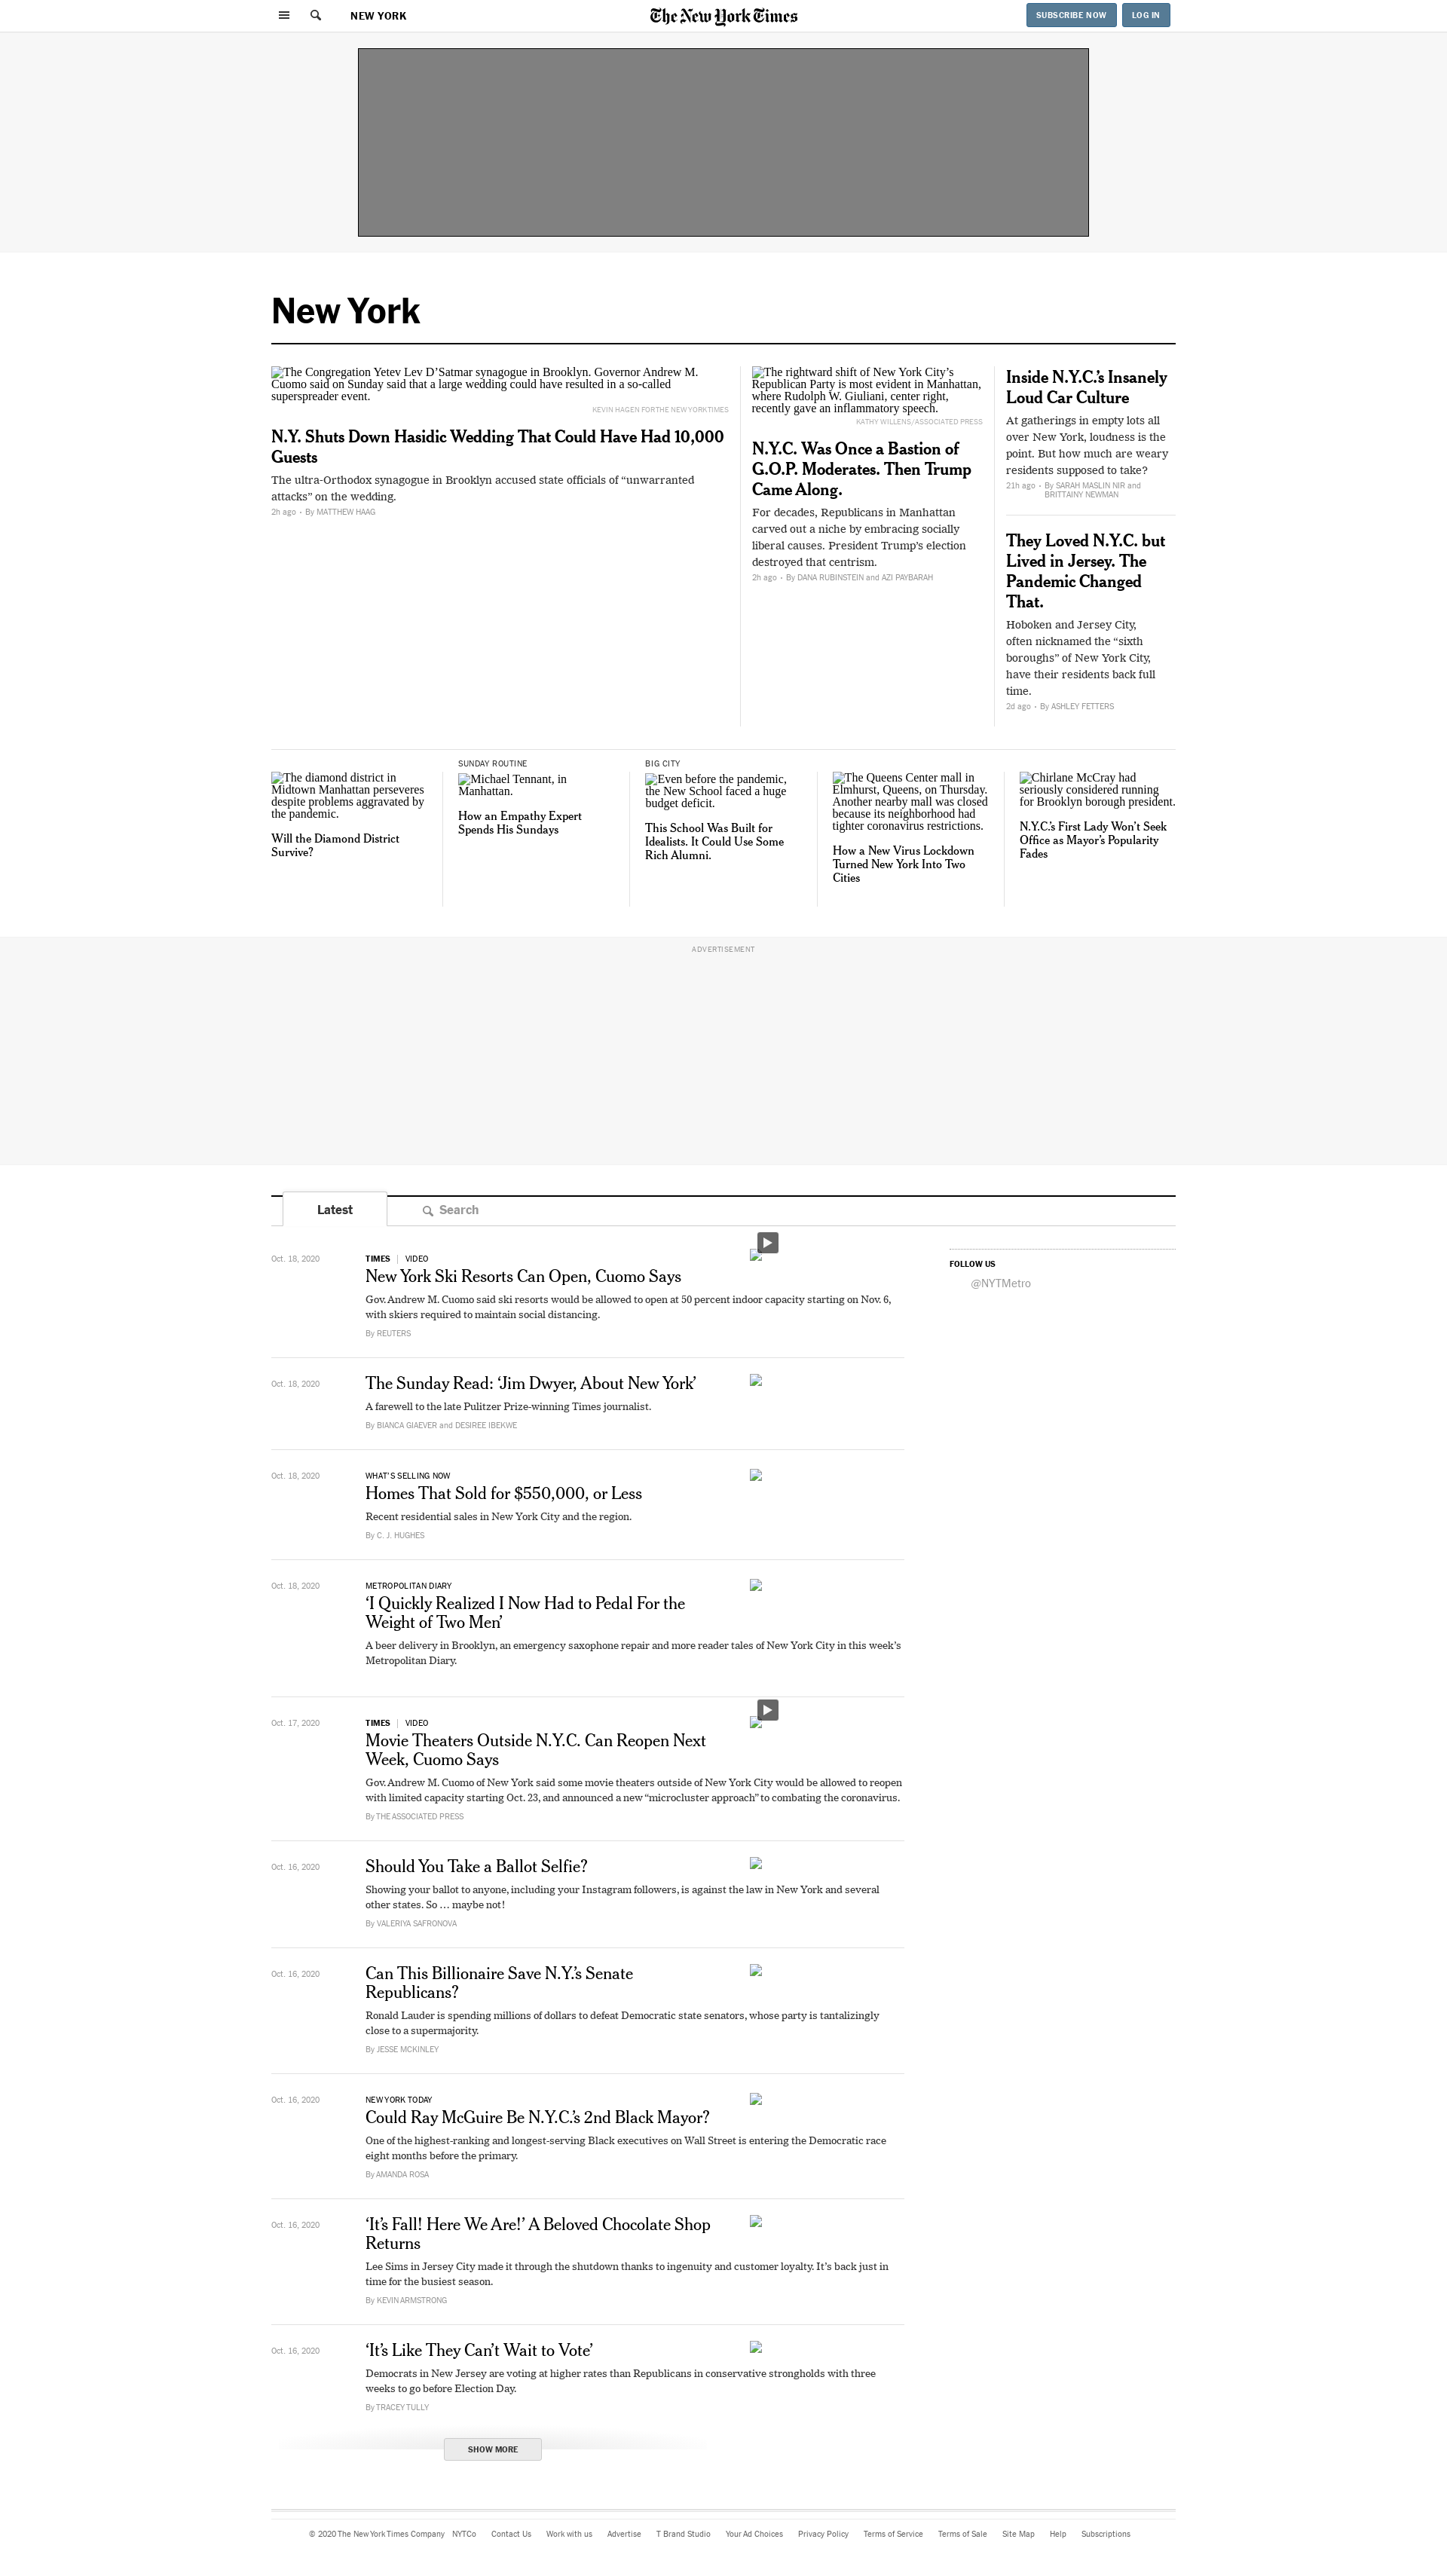 NEW YORK
The New York Times
SUBSCRIBE NOW
LOG IN
New York
The Congregation Yetev Lev D’Satmar synagogue in Brooklyn. Governor Andrew M.
Cuomo said on Sunday said that a large wedding could have resulted in a so-called
superspreader event.
KEVIN HAGEN FOR THE NEW YORK TIMES
N.Y. Shuts Down Hasidic Wedding That Could Have Had 10,000
Guests
The ultra-Orthodox synagogue in Brooklyn accused state officials of “unwarranted
attacks” on the wedding.
2h ago • By MATTHEW HAAG
The rightward shift of New York City’s
Republican Party is most evident in Manhattan,
where Rudolph W. Giuliani, center right,
recently gave an inflammatory speech.
KATHY WILLENS/ASSOCIATED PRESS
N.Y.C. Was Once a Bastion of
G.O.P. Moderates. Then Trump
Came Along.
For decades, Republicans in Manhattan
carved out a niche by embracing socially
liberal causes. President Trump’s election
destroyed that centrism.
2h ago • By DANA RUBINSTEIN and AZI PAYBARAH
Inside N.Y.C.’s Insanely
Loud Car Culture
At gatherings in empty lots all
over New York, loudness is the
point. But how much are weary
residents supposed to take?
21h ago • By SARAH MASLIN NIR and
BRITTAINY NEWMAN
They Loved N.Y.C. but
Lived in Jersey. The
Pandemic Changed
That.
Hoboken and Jersey City,
often nicknamed the “sixth
boroughs” of New York City,
have their residents back full
time.
2d ago • By ASHLEY FETTERS
The diamond district in
Midtown Manhattan perseveres
despite problems aggravated by
the pandemic.
Will the Diamond District
Survive?
SUNDAY ROUTINE
Michael Tennant, in
Manhattan.
How an Empathy Expert
Spends His Sundays
BIG CITY
Even before the pandemic,
the New School faced a huge
budget deficit.
This School Was Built for
Idealists. It Could Use Some
Rich Alumni.
The Queens Center mall in
Elmhurst, Queens, on Thursday.
Another nearby mall was closed
because its neighborhood had
tighter coronavirus restrictions.
How a New Virus Lockdown
Turned New York Into Two
Cities
Chirlane McCray had
seriously considered running
for Brooklyn borough president.
N.Y.C.’s First Lady Won’t Seek
Office as Mayor’s Popularity
Fades
ADVERTISEMENT
Latest
Search
Oct. 18, 2020
TIMES | VIDEO
New York Ski Resorts Can Open, Cuomo Says
Gov. Andrew M. Cuomo said ski resorts would be allowed to open at 50 percent indoor capacity starting on Nov. 6,
with skiers required to maintain social distancing.
By REUTERS
FOLLOW US
@NYTMetro
Oct. 18, 2020
The Sunday Read: ‘Jim Dwyer, About New York’
A farewell to the late Pulitzer Prize-winning Times journalist.
By BIANCA GIAEVER and DESIREE IBEKWE
Oct. 18, 2020
WHAT’S SELLING NOW
Homes That Sold for $550,000, or Less
Recent residential sales in New York City and the region.
By C. J. HUGHES
Oct. 18, 2020
METROPOLITAN DIARY
‘I Quickly Realized I Now Had to Pedal For the
Weight of Two Men’
A beer delivery in Brooklyn, an emergency saxophone repair and more reader tales of New York City in this week’s
Metropolitan Diary.
Oct. 17, 2020
TIMES | VIDEO
Movie Theaters Outside N.Y.C. Can Reopen Next
Week, Cuomo Says
Gov. Andrew M. Cuomo of New York said some movie theaters outside of New York City would be allowed to reopen
with limited capacity starting Oct. 23, and announced a new “microcluster approach” to combating the coronavirus.
By THE ASSOCIATED PRESS
Oct. 16, 2020
Should You Take a Ballot Selfie?
Showing your ballot to anyone, including your Instagram followers, is against the law in New York and several
other states. So … maybe not!
By VALERIYA SAFRONOVA
Oct. 16, 2020
Can This Billionaire Save N.Y.’s Senate
Republicans?
Ronald Lauder is spending millions of dollars to defeat Democratic state senators, whose party is tantalizingly
close to a supermajority.
By JESSE MCKINLEY
Oct. 16, 2020
NEW YORK TODAY
Could Ray McGuire Be N.Y.C.’s 2nd Black Mayor?
One of the highest-ranking and longest-serving Black executives on Wall Street is entering the Democratic race
eight months before the primary.
By AMANDA ROSA
Oct. 16, 2020
‘It’s Fall! Here We Are!’ A Beloved Chocolate Shop
Returns
Lee Sims in Jersey City made it through the shutdown thanks to ingenuity and customer loyalty. It’s back just in
time for the busiest season.
By KEVIN ARMSTRONG
Oct. 16, 2020
‘It’s Like They Can’t Wait to Vote’
Democrats in New Jersey are voting at higher rates than Republicans in conservative strongholds with three
weeks to go before Election Day.
By TRACEY TULLY
SHOW MORE
© 2020 The New York Times Company NYTCo Contact Us Work with us Advertise T Brand Studio Your Ad Choices Privacy Policy Terms of Service Terms of Sale Site Map Help Subscriptions